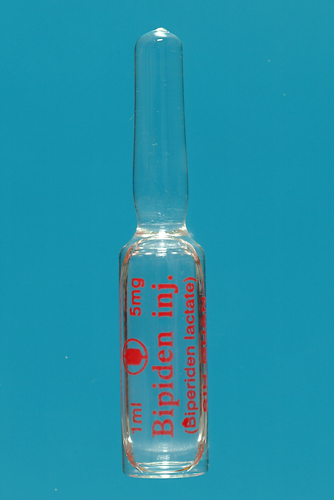 1ml 5mg
Bipiden inj.
(Biperiden lactate)